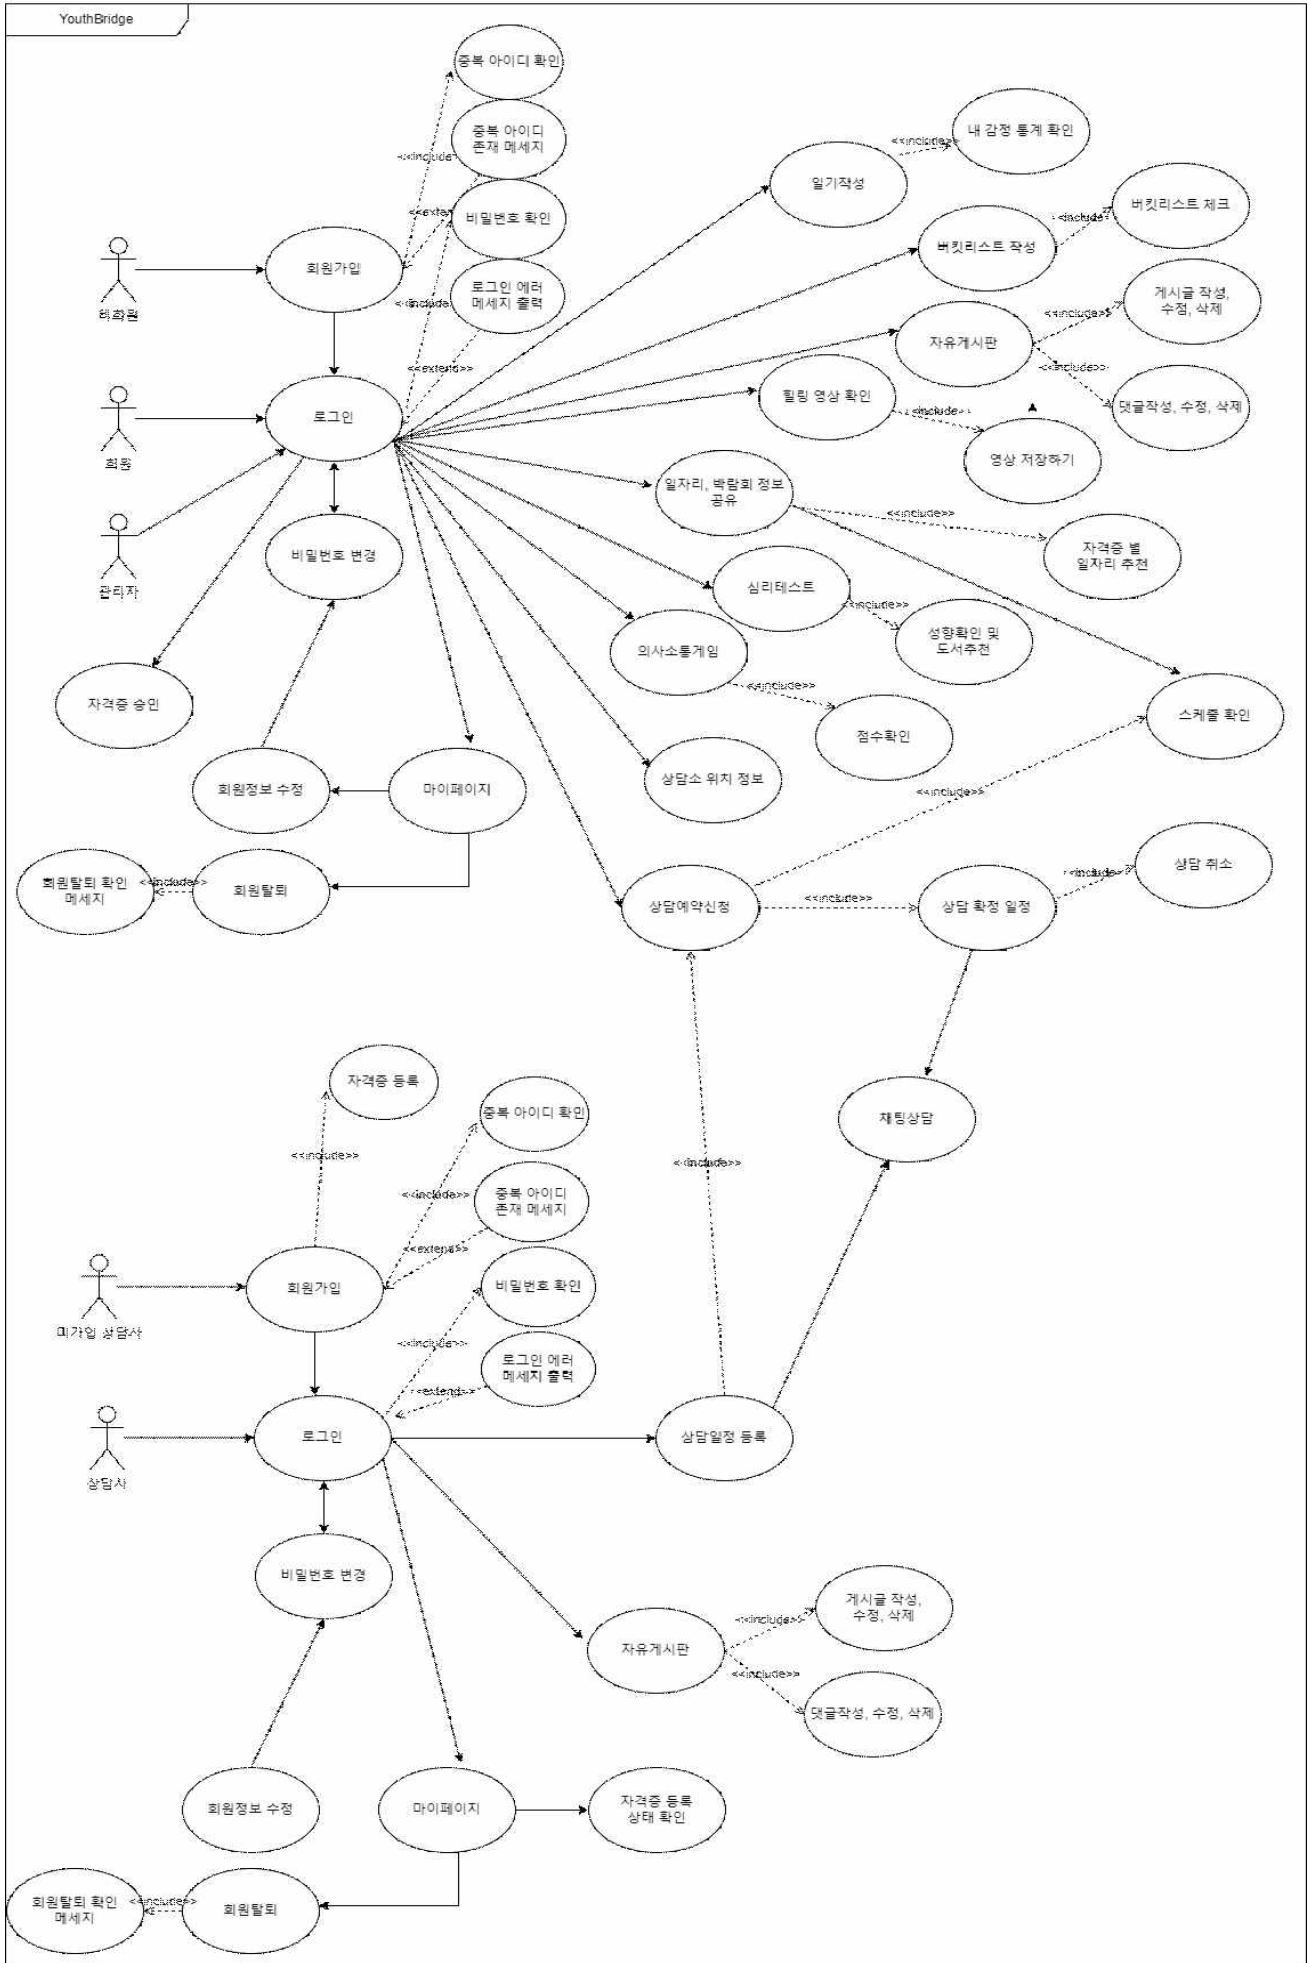 YouthBridge
중복 아이디 확인
<<include
중복 아이디
존재 메세지
<<exten
비밀번호 확인
<<include
로그인 에러
메세지 출력
<<extend>>
회원가입
비회원
로그인
회원
비밀번호 변경
관리자
자격증 승인
회원정보 수정
마이페이지
회원탈퇴 확인
메세지
<<include>>
회원탈퇴
일기작성
<<include>>
내 감정 통계 확인
버킷리스트 작성
<include
버킷리스트 체크
자유게시판
<<include>>
게시글 작성,
수정, 삭제
<<include>>
댓글작성, 수정, 삭제
힐링 영상 확인
<include
영상 저장하기
일자리, 박람회 정보
공유
<<include>>
자격증 별
일자리 추천
심리테스트
<<include>>
성향확인 및
도서추천
의사소통게임
<<include>>
점수확인
스케줄 확인
상담소 위치 정보
<<include>>
상담예약신청
<<include>>
상담 확정 일정
<include>>
상담 취소
채팅상담
<<include>>
자격증 등록
<<include>>
중복 아이디 확인
<<include>>
중복 아이디
존재 메세지
<<extend>>
회원가입
미가입 상담사
비밀번호 확인
<<include>>
로그인 에러
메세지 출력
<extend>>
로그인
상담사
상담일정 등록
비밀번호 변경
자유게시판
<<include>>
게시글 작성,
수정, 삭제
<<include>>
댓글작성, 수정, 삭제
회원정보 수정
마이페이지
자격증 등록
상태 확인
회원탈퇴 확인
메세지
<<include>>
회원탈퇴